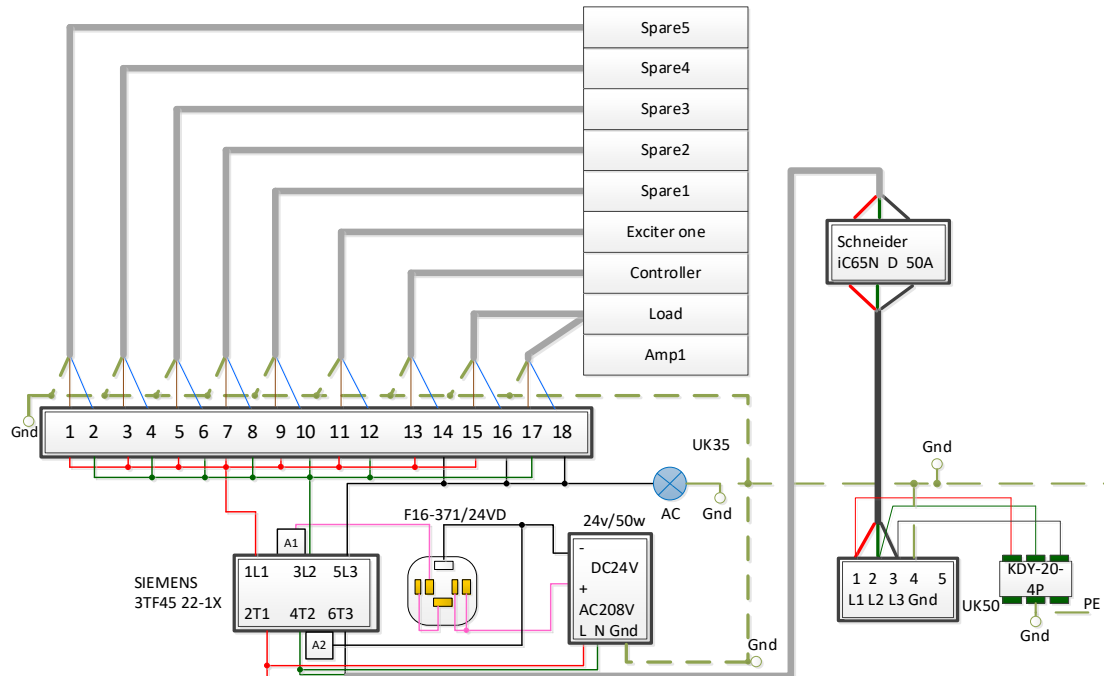 Spare5
Spare4
Spare3
Spare2
Spare1
Exciter one
Controller
Load
Amp1
Schneider
iC65N D 50A
Gnd
1 2 3 4 5 6 7 8 9 10 11 12 13 14 15 16 17 18
UK35
Gnd
AC
Gnd
F16-371/24VD
24v/50w
A1
-
DC24V
+
AC208V
L N Gnd
SIEMENS
3TF45 22-1X
1L1 3L2 5L3
2T1 4T2 6T3
A2
Gnd
1 2 3 4 5
L1 L2 L3 Gnd
UK50
KDY-20-
4P
PE
Gnd